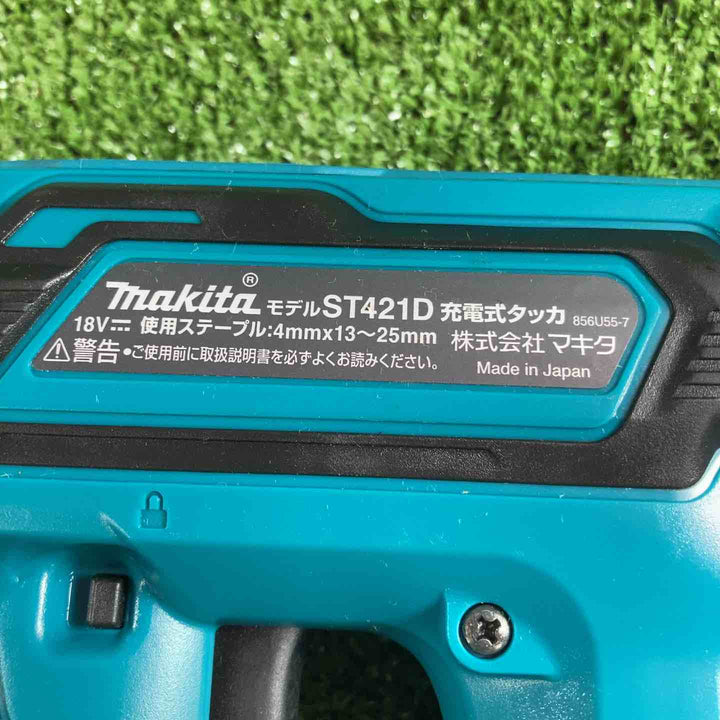 makita® モデルST421D 充電式タッカ 856U55-7
18V⎓ 使用ステープル:4mmx13～25mm 株式会社マキタ
⚠警告・ご使用前に取扱説明書を必ずよくお読みください。 Made in Japan